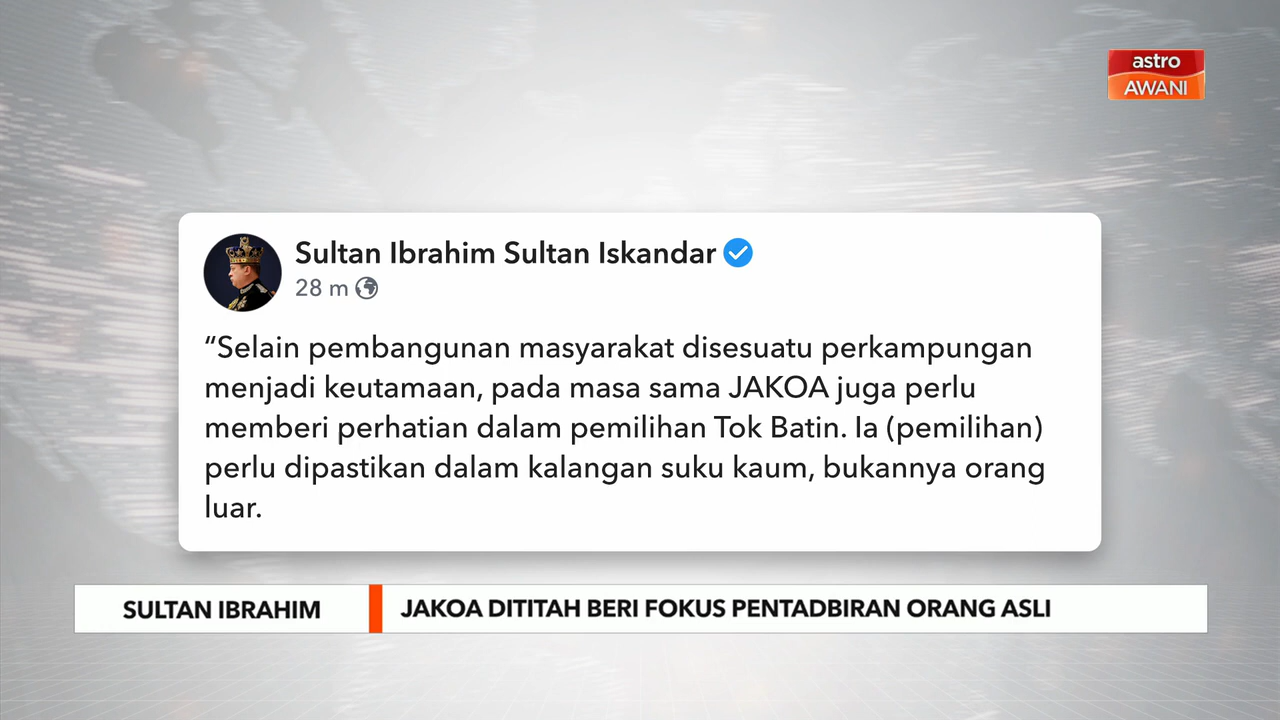 astro
AWANI
Sultan Ibrahim Sultan Iskandar
28 m
“Selain pembangunan masyarakat disesuatu perkampungan
menjadi keutamaan, pada masa sama JAKOA juga perlu
memberi perhatian dalam pemilihan Tok Batin. Ia (pemilihan)
perlu dipastikan dalam kalangan suku kaum, bukannya orang
luar.
SULTAN IBRAHIM
JAKOA DITITAH BERI FOKUS PENTADBIRAN ORANG ASLI